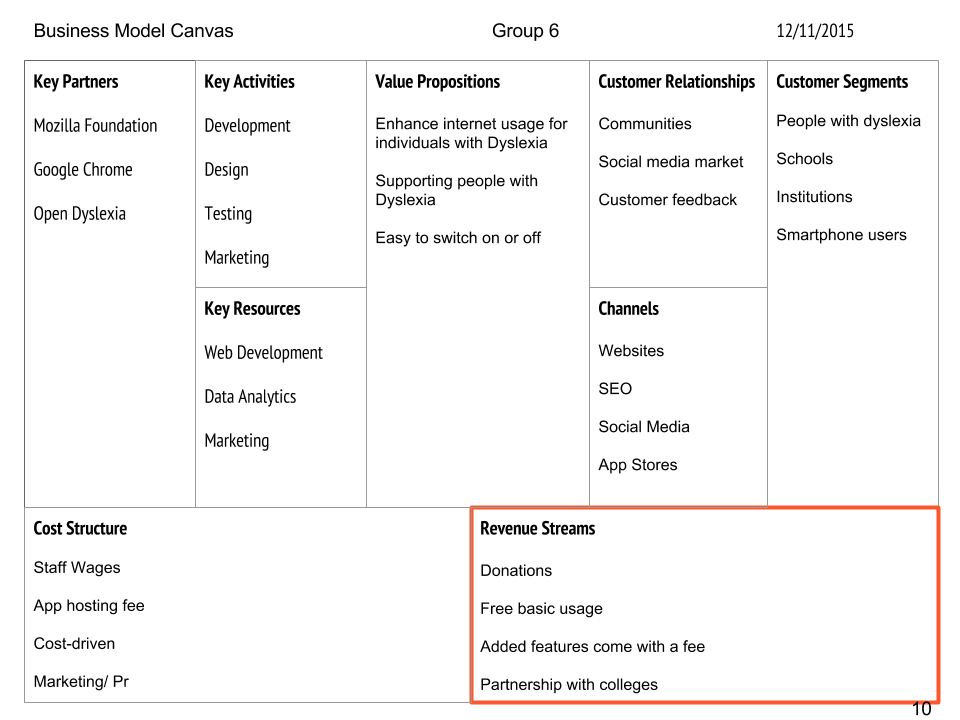 Business Model Canvas
Group 6
12/11/2015
Key Partners
Mozilla Foundation
Google Chrome
Open Dyslexia
Key Activities
Development
Design
Testing
Marketing
Key Resources
Web Development
Data Analytics
Marketing
Value Propositions
Enhance internet usage for
individuals with Dyslexia
Supporting people with
Dyslexia
Easy to switch on or off
Customer Relationships
Communities
Social media market
Customer feedback
Channels
Websites
SEO
Social Media
App Stores
Customer Segments
People with dyslexia
Schools
Institutions
Smartphone users
Cost Structure
Staff Wages
App hosting fee
Cost-driven
Marketing/ Pr
Revenue Streams
Donations
Free basic usage
Added features come with a fee
Partnership with colleges
10